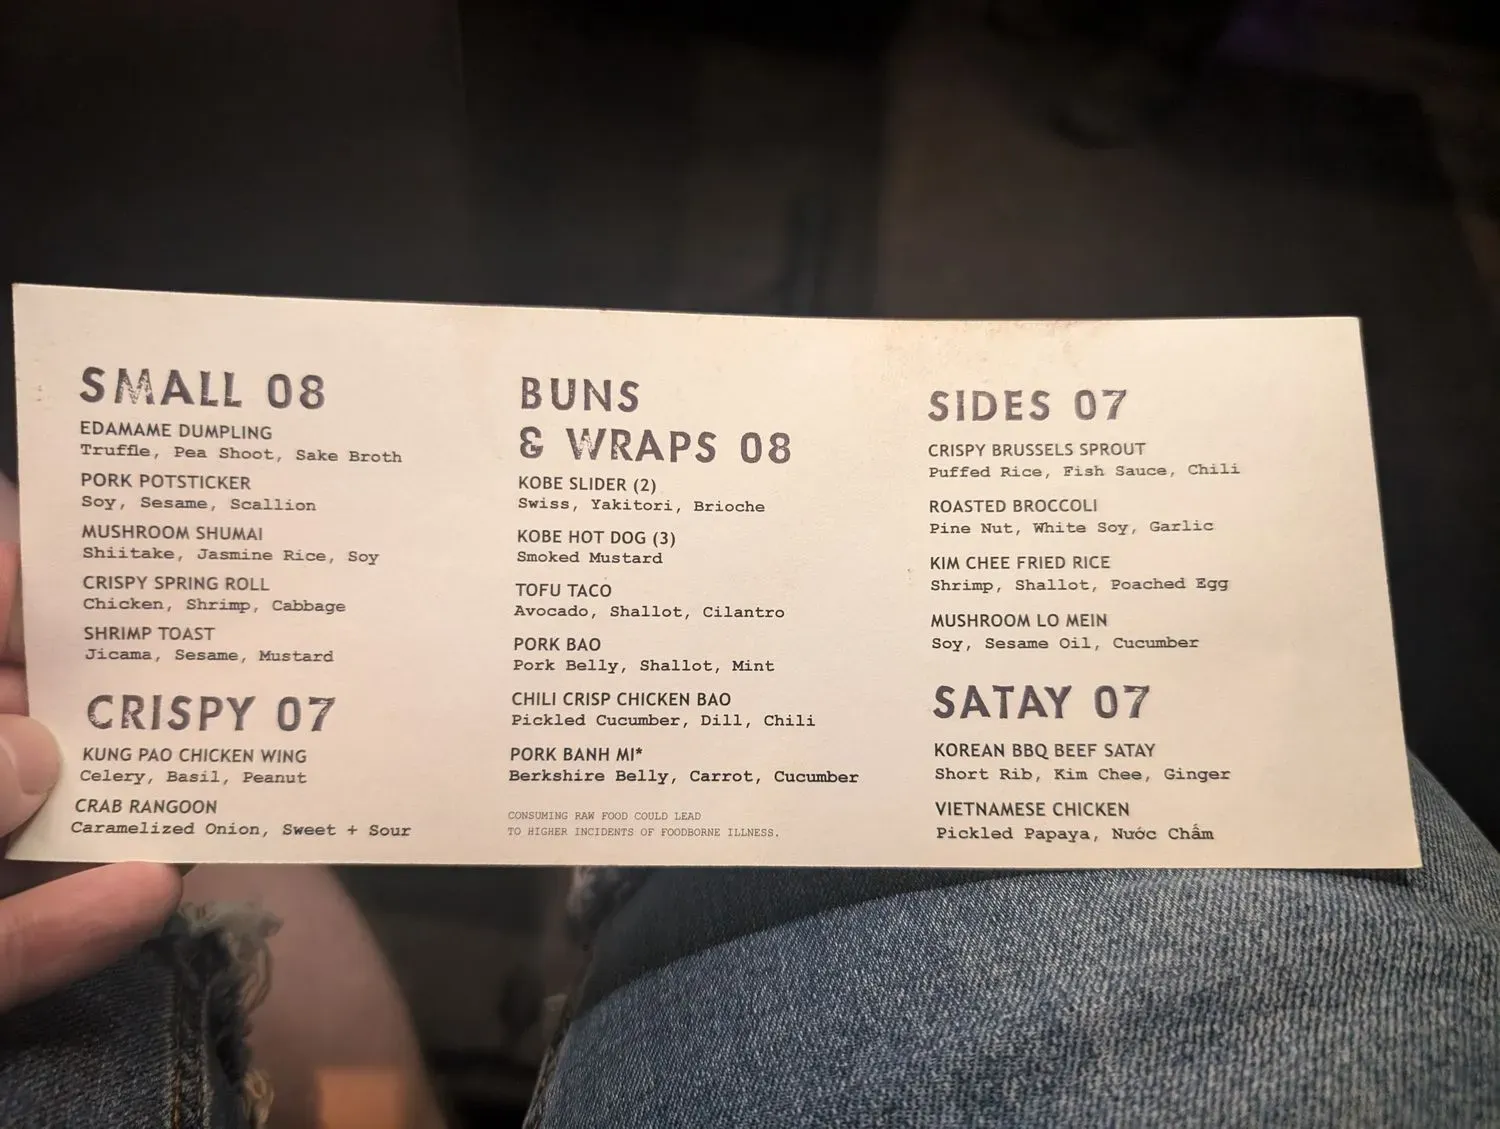 SMALL 08
EDAMAME DUMPLING
Truffle, Pea Shoot, Sake Broth
PORK POTSTICKER
Soy, Sesame, Scallion
MUSHROOM SHUMAI
Shiitake, Jasmine Rice, Soy
CRISPY SPRING ROLL
Chicken, Shrimp, Cabbage
SHRIMP TOAST
Jicama, Sesame, Mustard
CRISPY 07
KUNG PAO CHICKEN WING
Celery, Basil, Peanut
CRAB RANGOON
Caramelized Onion, Sweet + Sour
BUNS
& WRAPS 08
KOBE SLIDER (2)
Swiss, Yakitori, Brioche
KOBE HOT DOG (3)
Smoked Mustard
TOFU TACO
Avocado, Shallot, Cilantro
PORK BAO
Pork Belly, Shallot, Mint
CHILI CRISP CHICKEN BAO
Pickled Cucumber, Dill, Chili
PORK BANH MI*
Berkshire Belly, Carrot, Cucumber
CONSUMING RAW FOOD COULD LEAD
TO HIGHER INCIDENTS OF FOODBORNE ILLNESS.
SIDES 07
CRISPY BRUSSELS SPROUT
Puffed Rice, Fish Sauce, Chili
ROASTED BROCCOLI
Pine Nut, White Soy, Garlic
KIM CHEE FRIED RICE
Shrimp, Shallot, Poached Egg
MUSHROOM LO MEIN
Soy, Sesame Oil, Cucumber
SATAY 07
KOREAN BBQ BEEF SATAY
Short Rib, Kim Chee, Ginger
VIETNAMESE CHICKEN
Pickled Papaya, Nước Chấm